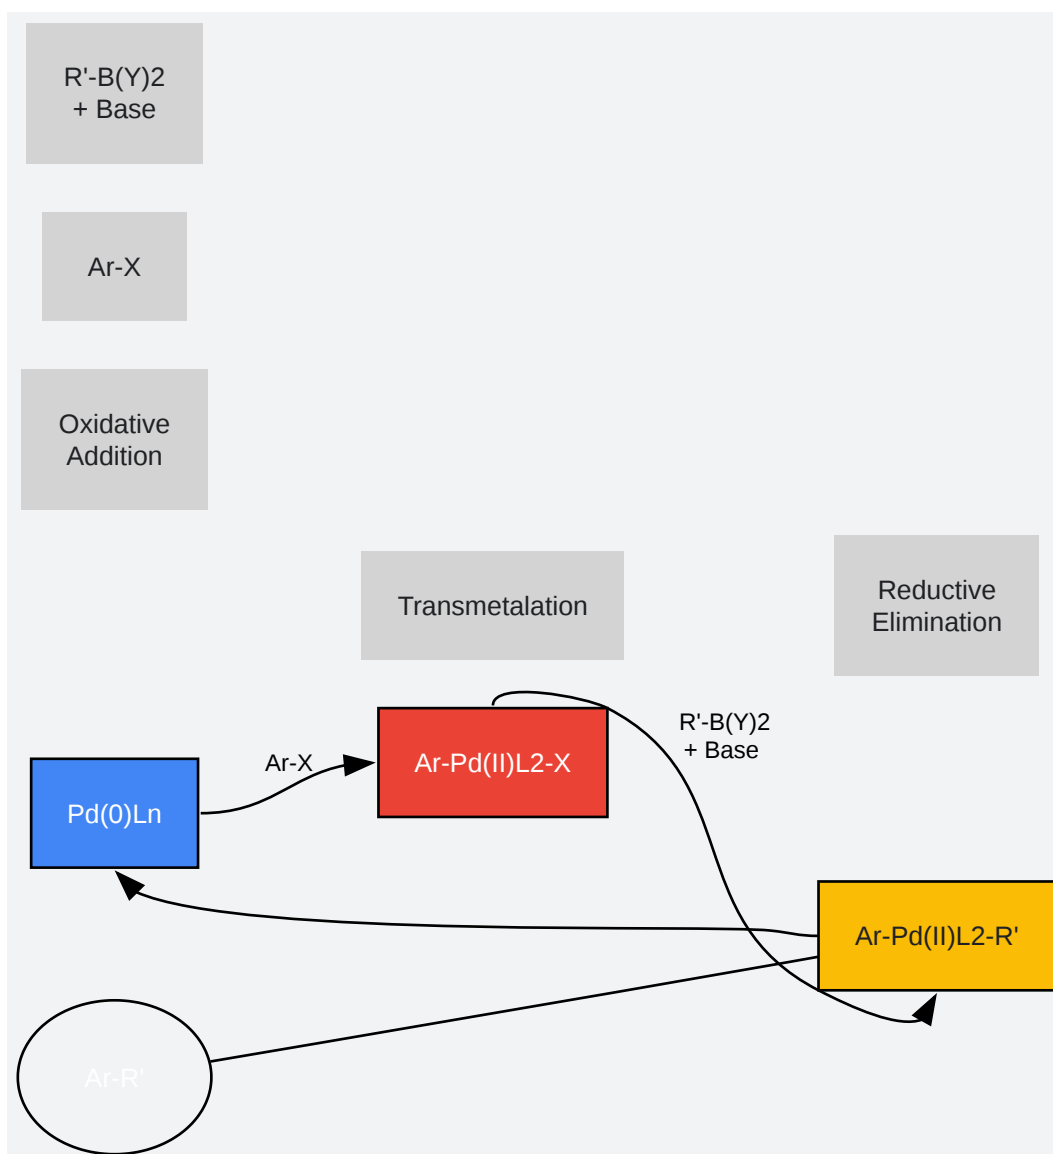 R'-B(Y)2
+ Base
Ar-X
Oxidative
Addition
Transmetalation
Reductive
Elimination
R'-B(Y)2
+ Base
Ar-X
Ar-Pd(II)L2-X
Pd(0)Ln
Ar-Pd(II)L2-R'
Ar-R'